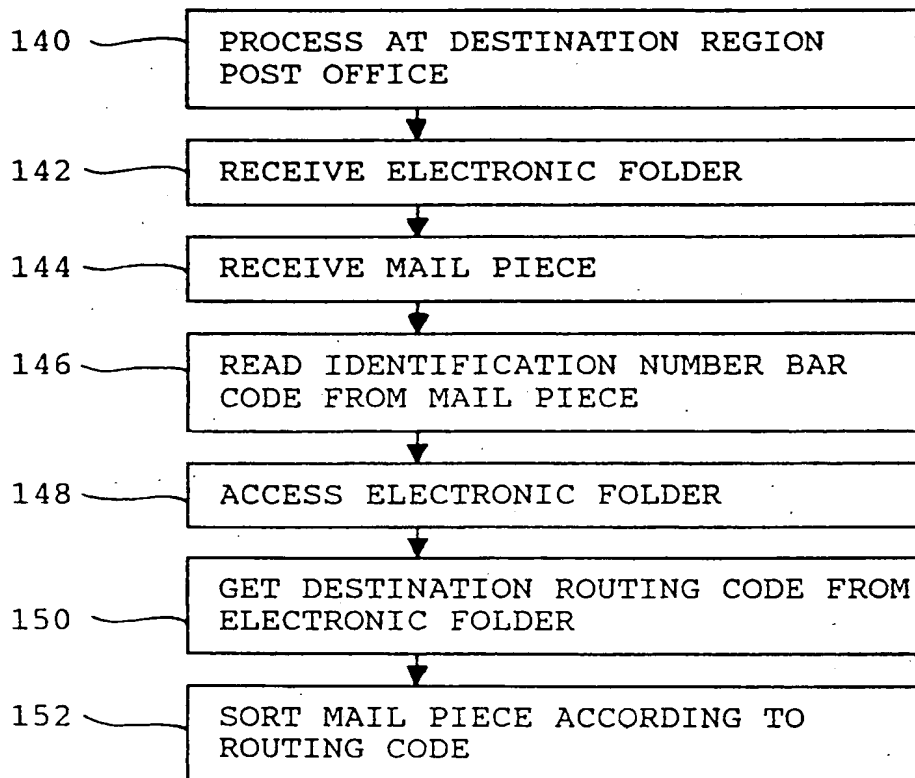 140 PROCESS AT DESTINATION REGION
POST OFFICE
142 RECEIVE ELECTRONIC FOLDER
144 RECEIVE MAIL PIECE
146 READ IDENTIFICATION NUMBER BAR
CODE FROM MAIL PIECE
148 ACCESS ELECTRONIC FOLDER
150 GET DESTINATION ROUTING CODE FROM
ELECTRONIC FOLDER
152 SORT MAIL PIECE ACCORDING TO
ROUTING CODE